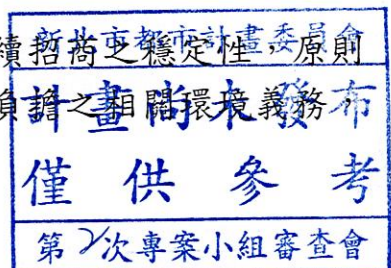 續招商之穩定性，原則
負擔之相關環境義務，
新北市都市計畫委員會
計畫尚未發布
僅供參考
第2次專案小組審查會